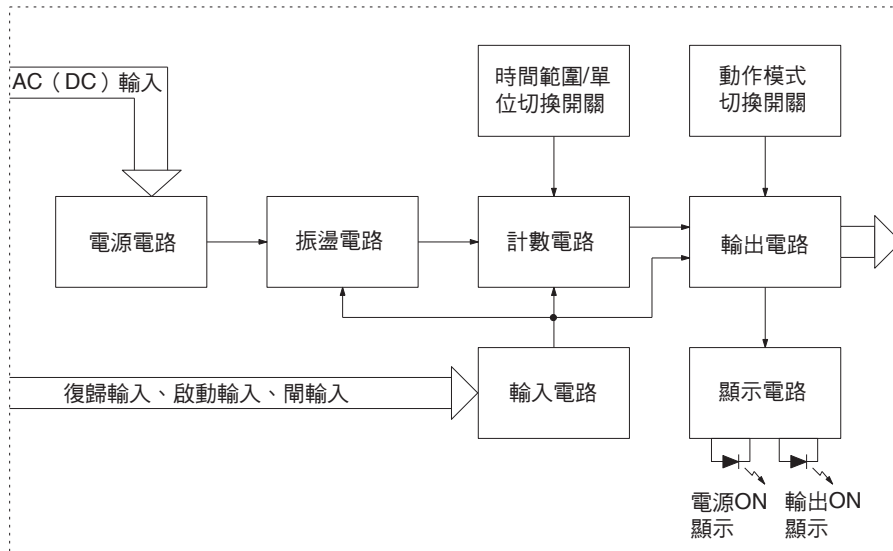 AC（DC）輸入
時間範圍/單
位切換開關
動作模式
切換開關
電源電路
振盪電路
計數電路
輸出電路
復歸輸入、啟動輸入、閘輸入
輸入電路
顯示電路
電源ON
顯示
輸出ON
顯示